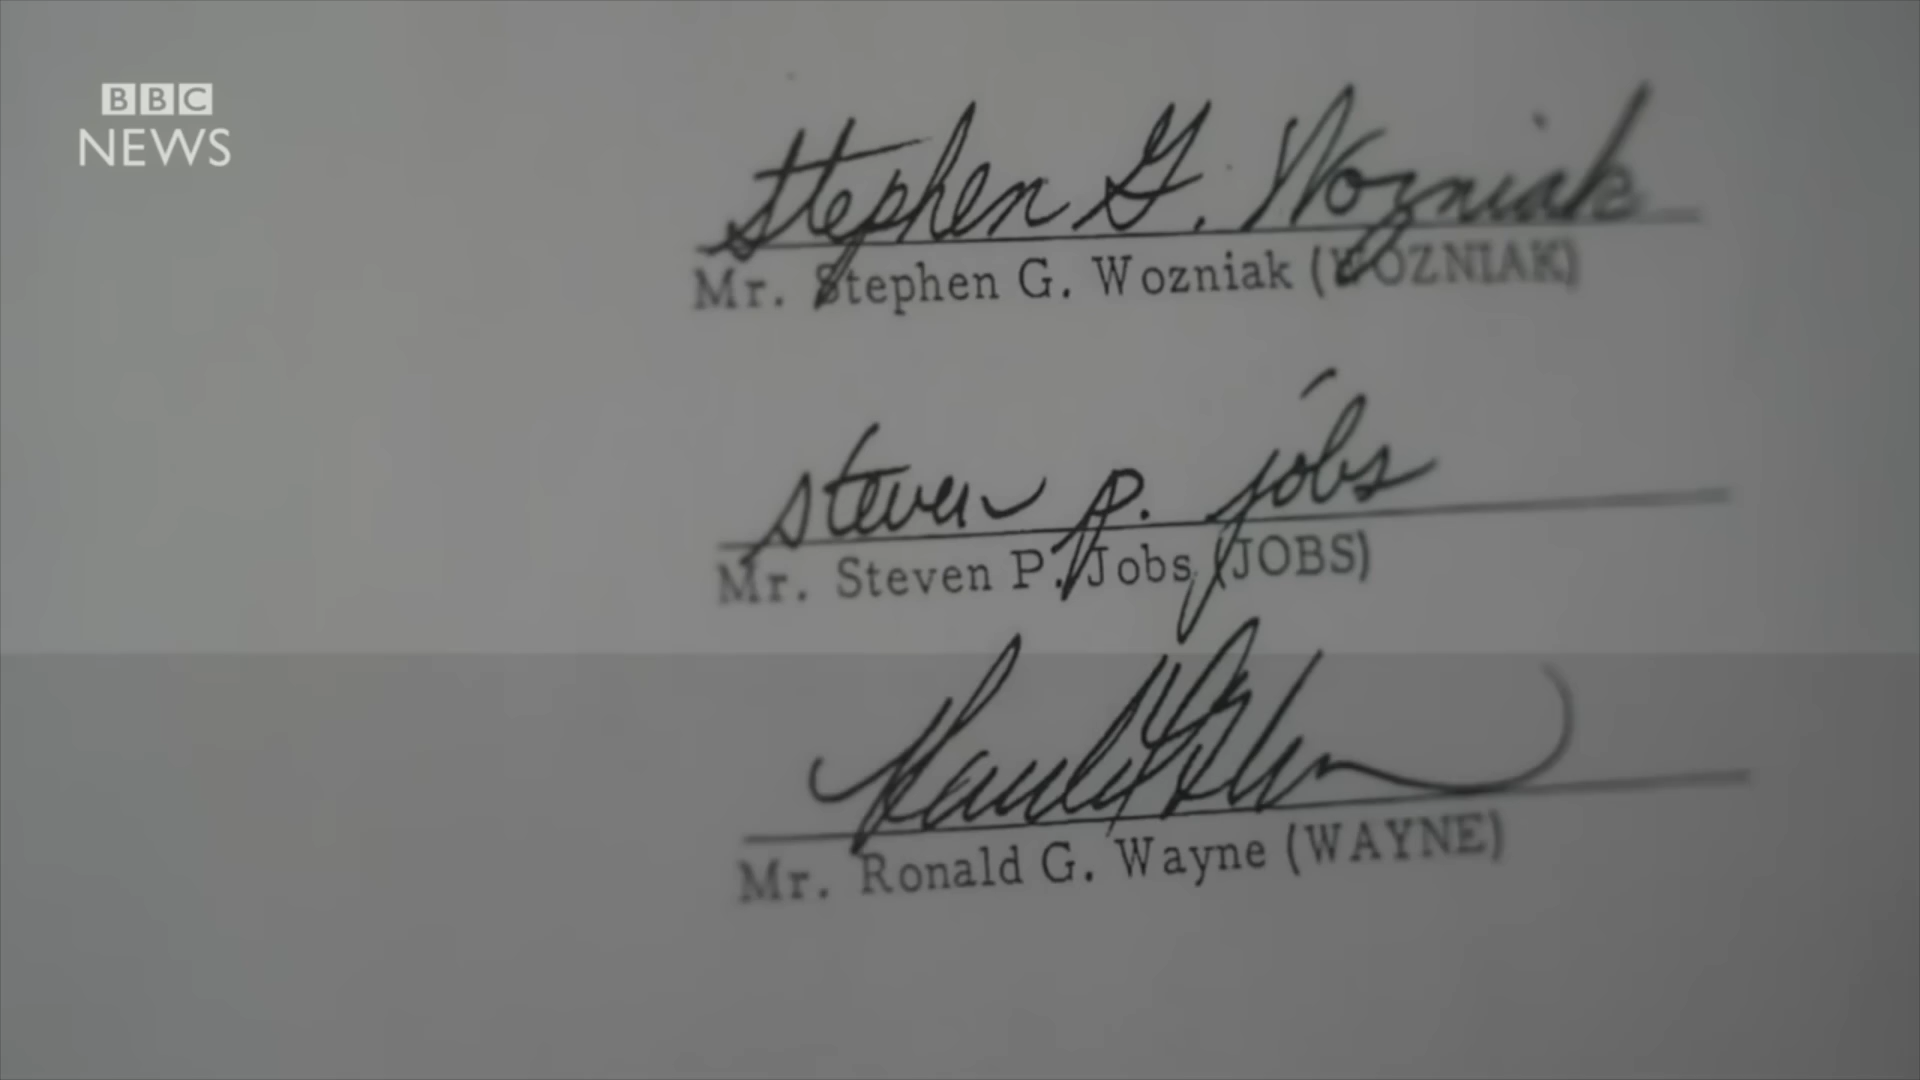 BBC
NEWS
Stephen G. Wozniak
Mr. Stephen G. Wozniak (WOZNIAK)
steven p. jobs
Mr. Steven P. Jobs (JOBS)
Mr. Ronald G. Wayne (WAYNE)